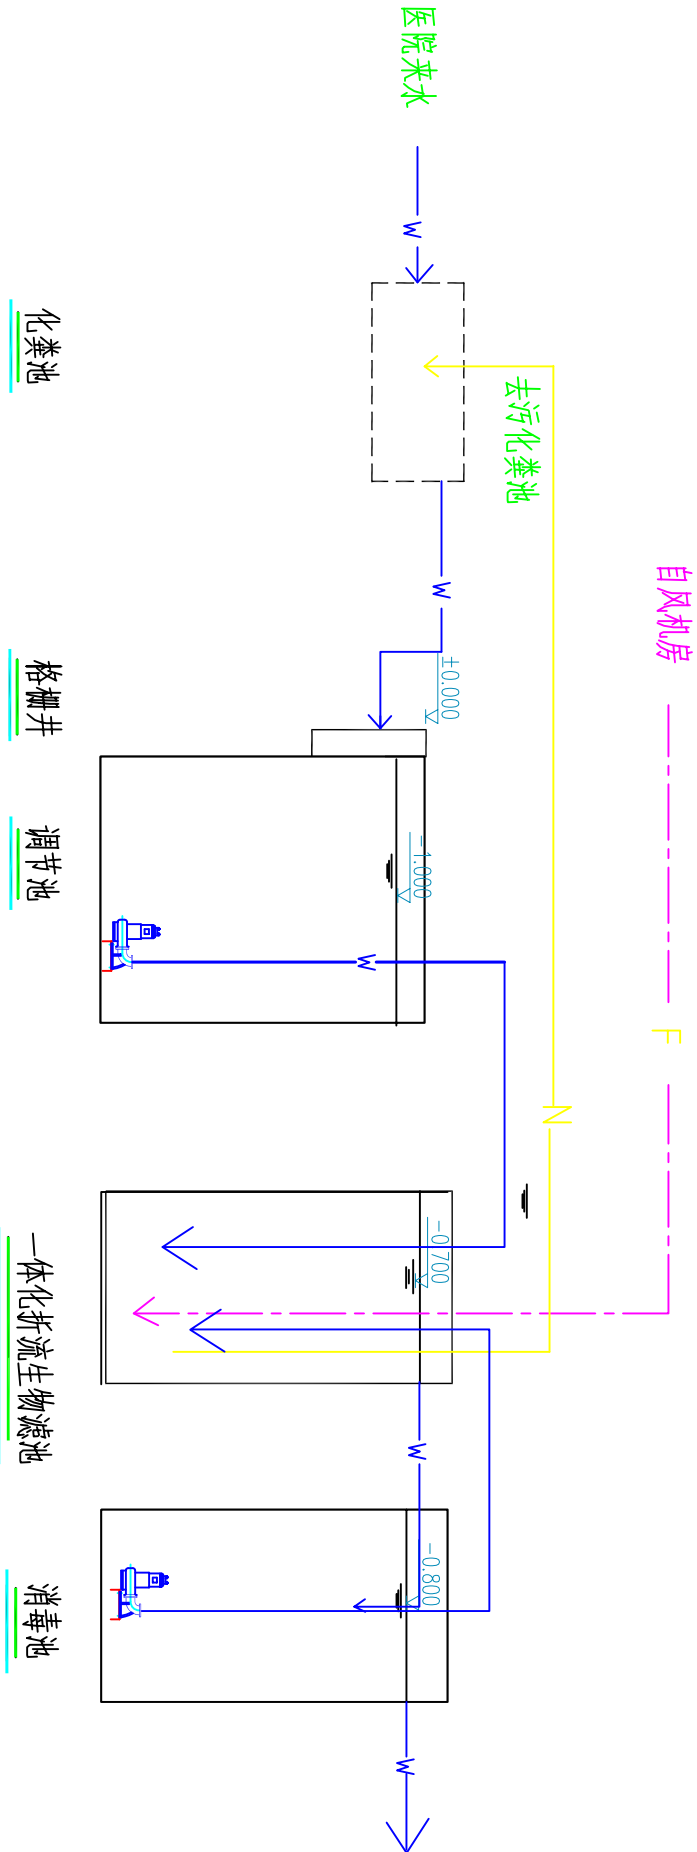 医院来水
W
去污化粪池
W
±0.000
自风机房
-1.000
W
F
N
-0.700
W
-0.800
W
化粪池
格栅井
调节池
一体化折流生物滤池
消毒池